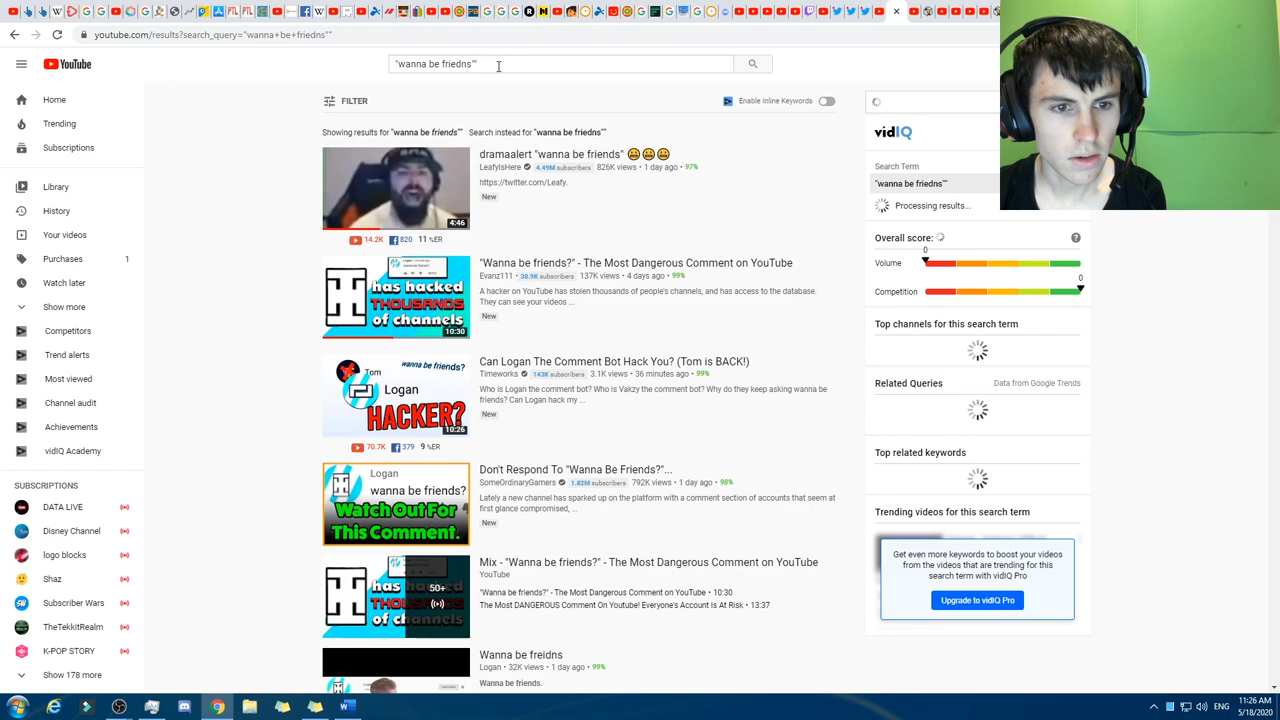 youtube.com/results?search_query="wanna+be+friedns""
YouTube
"wanna be friedns""
FILTER
Enable Inline Keywords
Showing results for "wanna be friends"" Search instead for "wanna be friedns""
Home
Trending
Subscriptions
Library
History
Your videos
Purchases 1
Watch later
Show more
Competitors
Trend alerts
Most viewed
Channel audit
Achievements
vidIQ Academy
SUBSCRIPTIONS
DATA LIVE
Disney Channel
logo blocks
Shaz
Subscriber Wars
TheTekkitRealm
K-POP STORY
Show 178 more
4:46
dramaalert "wanna be friends" 😬😬😬
LeafyIsHere 4.49M subscribers 826K views • 1 day ago • 97%
https://twitter.com/Leafy.
New
14.2K 820 11 %ER
has hacked
THOUSANDS
of channels
10:30
"Wanna be friends?" - The Most Dangerous Comment on YouTube
Evanz111 • 38.9K subscribers 137K views • 4 days ago • 99%
A hacker on YouTube has stolen thousands of people's channels, and has access to the database.
They can see your videos ...
New
wanna be friends?
Tom
Logan
HACKER?
10:26
Can Logan The Comment Bot Hack You? (Tom is BACK!)
Timeworks 143K subscribers 3.1K views • 36 minutes ago • 99%
Who is Logan the comment bot? Who is Vakzy the comment bot? Why do they keep asking wanna be
friends? Can Logan hack my ...
New
70.7K 379 9 %ER
Logan
wanna be friends?
Watch Out For
This Comment.
Don't Respond To "Wanna Be Friends?"...
SomeOrdinaryGamers 1.82M subscribers 792K views • 1 day ago • 98%
Lately a new channel has sparked up on the platform with a comment section of accounts that seem at
first glance compromised, ...
New
has
THOU
of ch
50+
Mix - "Wanna be friends?" - The Most Dangerous Comment on YouTube
YouTube
"Wanna be friends?" - The Most Dangerous Comment on YouTube • 10:30
The Most DANGEROUS Comment On Youtube! Everyone's Account Is At Risk • 13:37
Wanna be freidns
Logan • 32K views • 1 day ago • 99%
Wanna be friends.
vidIQ
Search Term
"wanna be friedns""
Processing results...
Overall score:
0
Volume
0
Competition
Top channels for this search term
Related Queries Data from Google Trends
Top related keywords
Trending videos for this search term
Get even more keywords to boost your videos
from the videos that are trending for this
search term with vidIQ Pro
Upgrade to vidIQ Pro
ENG
11:26 AM
5/18/2020